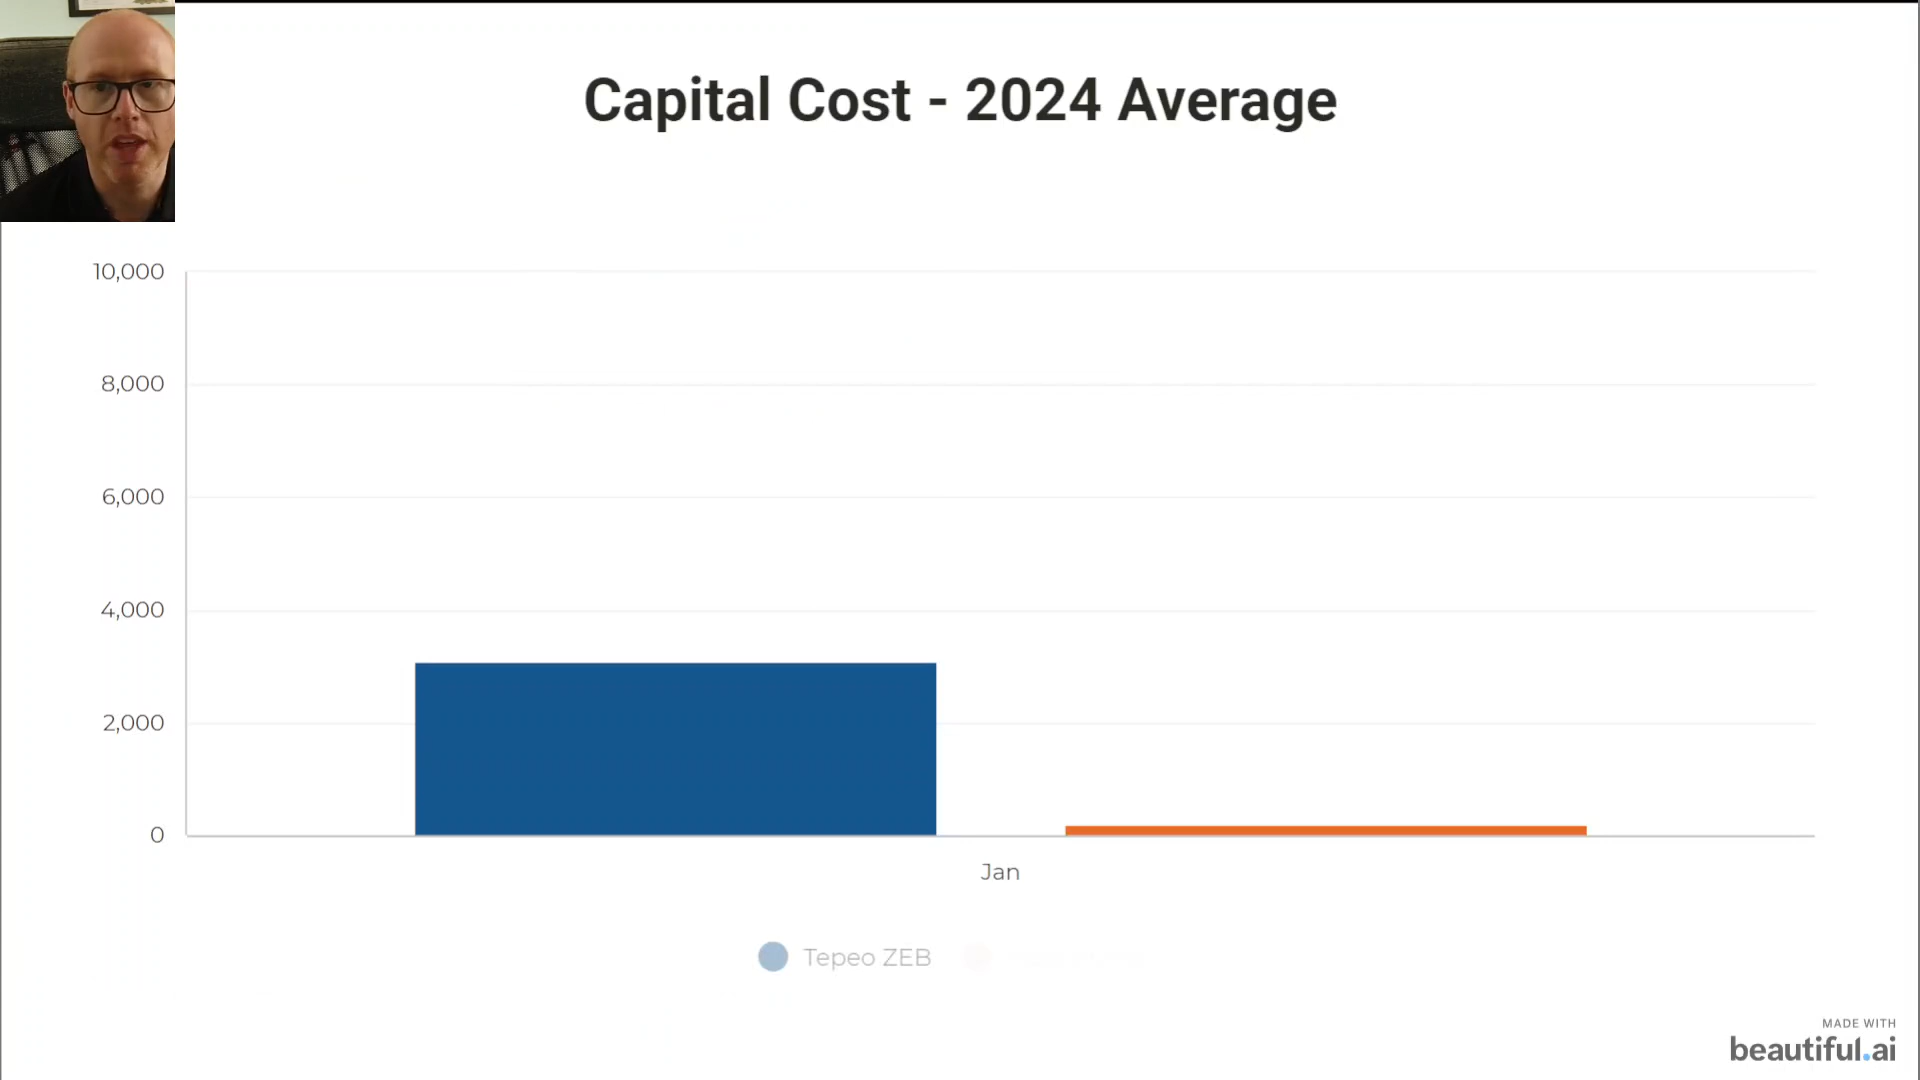 Capital Cost - 2024 Average
10,000
8,000
6,000
4,000
2,000
0
Jan
Tepeo ZEB
MADE WITH
beautiful.ai